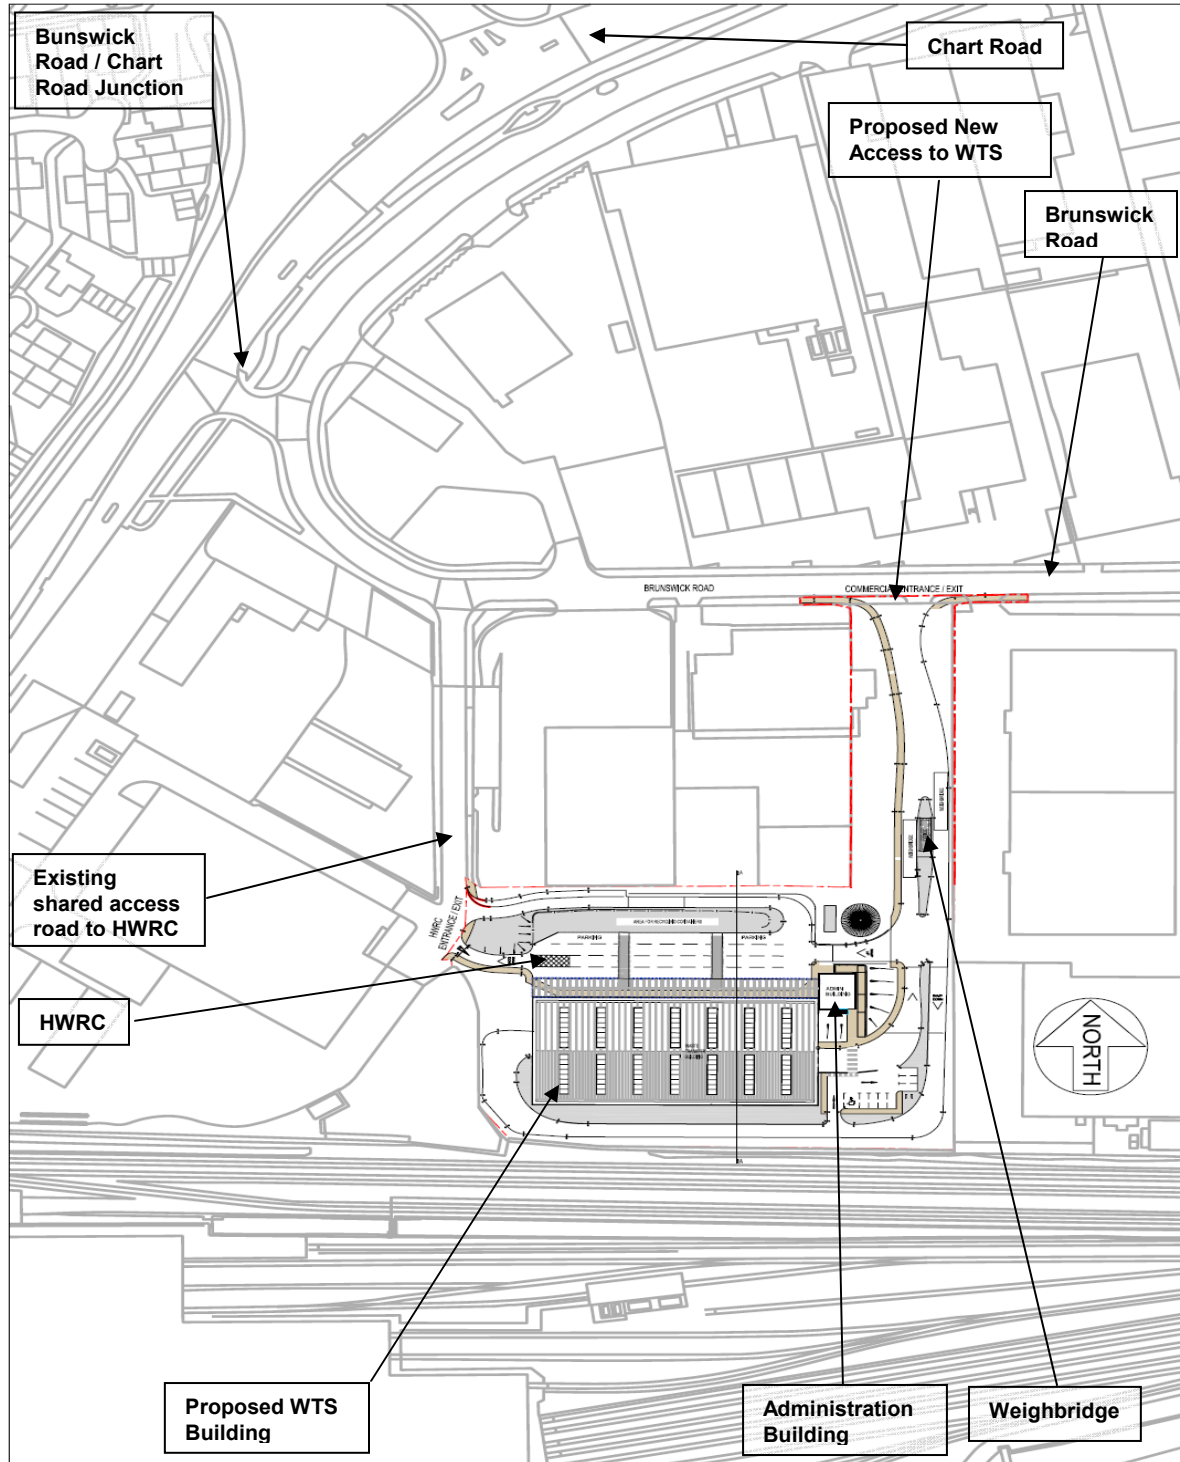 Bunswick
Road / Chart
Road Junction
Chart Road
Proposed New
Access to WTS
Brunswick
Road
BRUNSWICK ROAD
COMMERCIAL ENTRANCE / EXIT
Existing
shared access
road to HWRC
HWRC
ENTRANCE / EXIT
PARKING
PARKING
HWRC
ADMIN
BUILDING
NORTH
Proposed WTS
Building
Administration
Building
Weighbridge